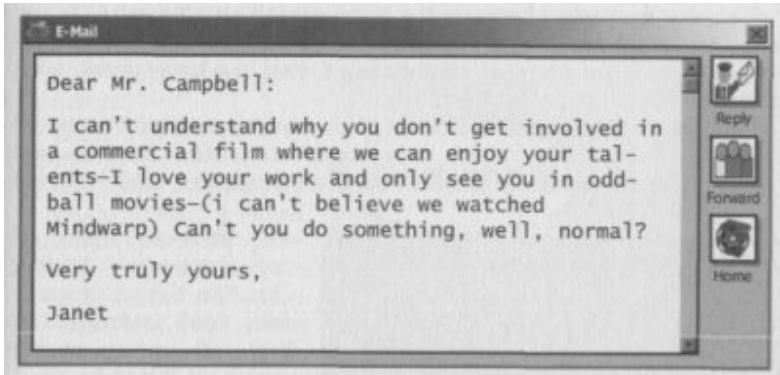 E-Mail
Dear Mr. Campbell:
I can't understand why you don't get involved in
a commercial film where we can enjoy your tal-
ents—I love your work and only see you in odd-
ball movies—(i can't believe we watched
Mindwarp) Can't you do something, well, normal?
Very truly yours,
Janet
Reply
Forward
Home